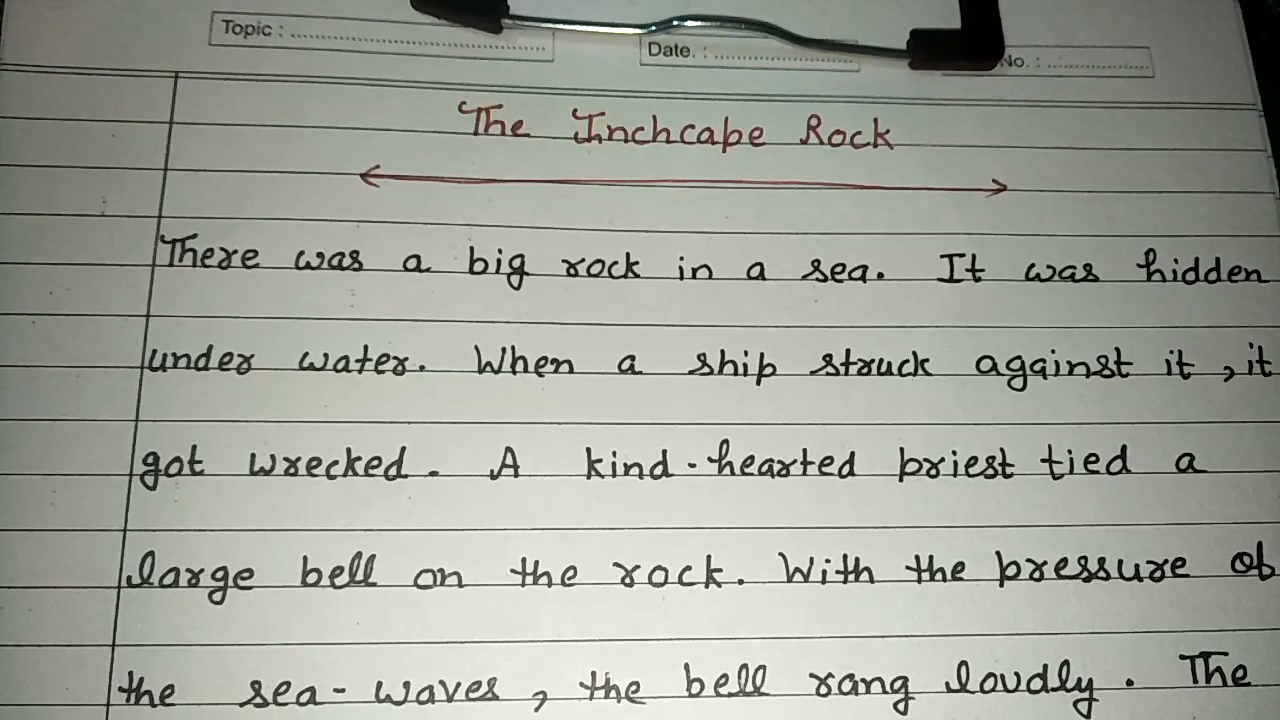 Topic : ..........................................
Date. : ........................
No. : .................
The Inchcape Rock
There was a big rock in a sea. It was hidden
under water. When a ship struck against it, it
got wrecked. A kind-hearted priest tied a
large bell on the rock. With the pressure of
the sea-waves, the bell rang loudly. The